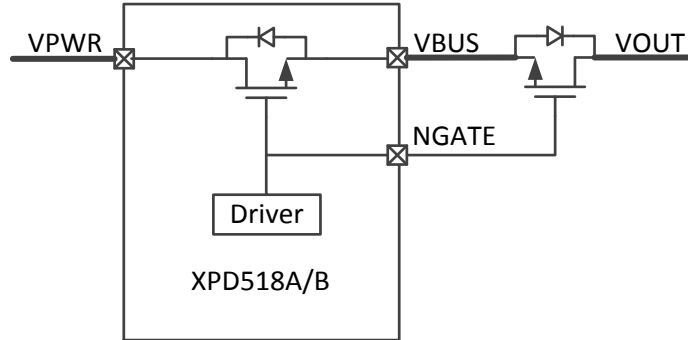 VPWR
VBUS
VOUT
NGATE
Driver
XPD518A/B